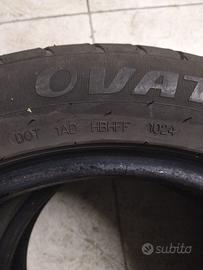 OVAT
DOT 1AD HBHFF 1024
subito